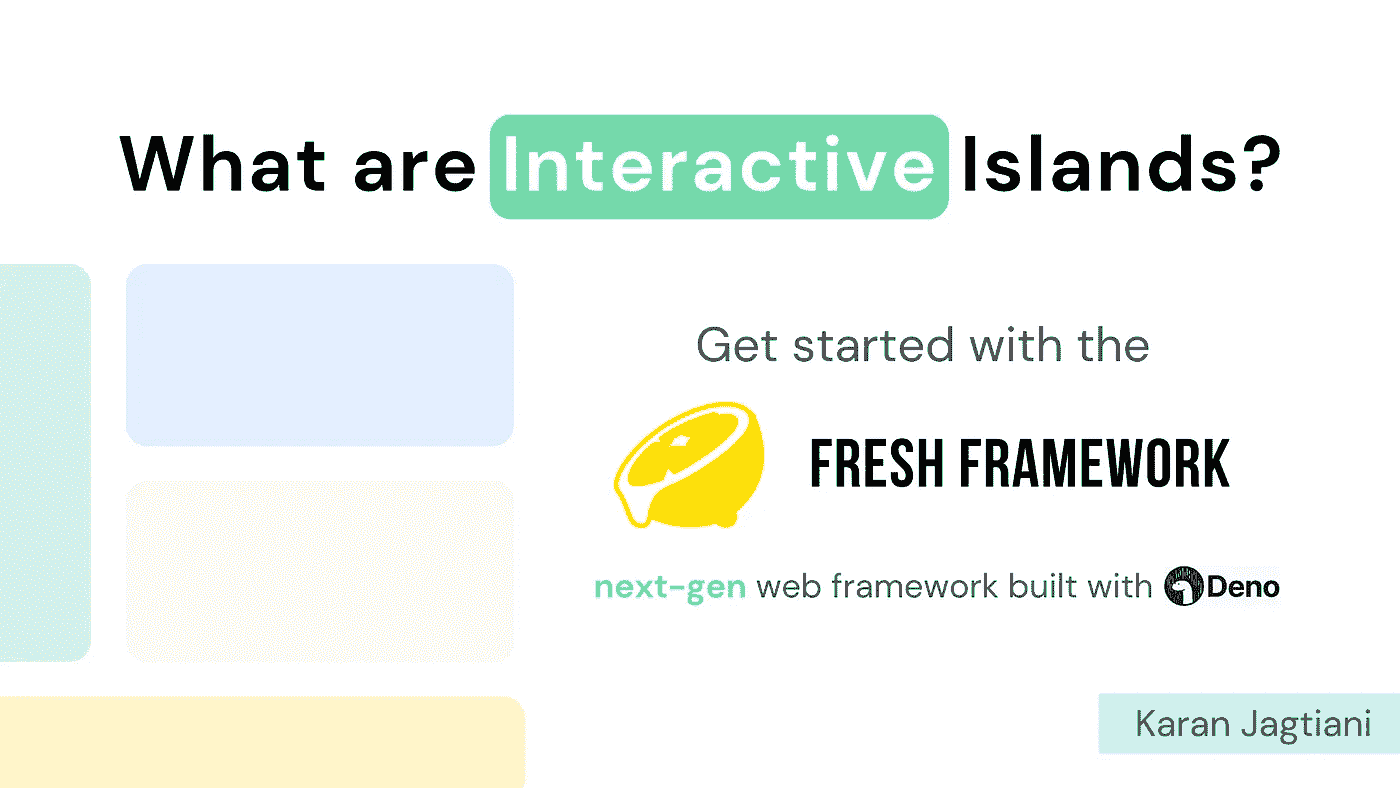 What are Interactive Islands?
Get started with the
FRESH FRAMEWORK
next-gen web framework built with Deno
Karan Jagtiani